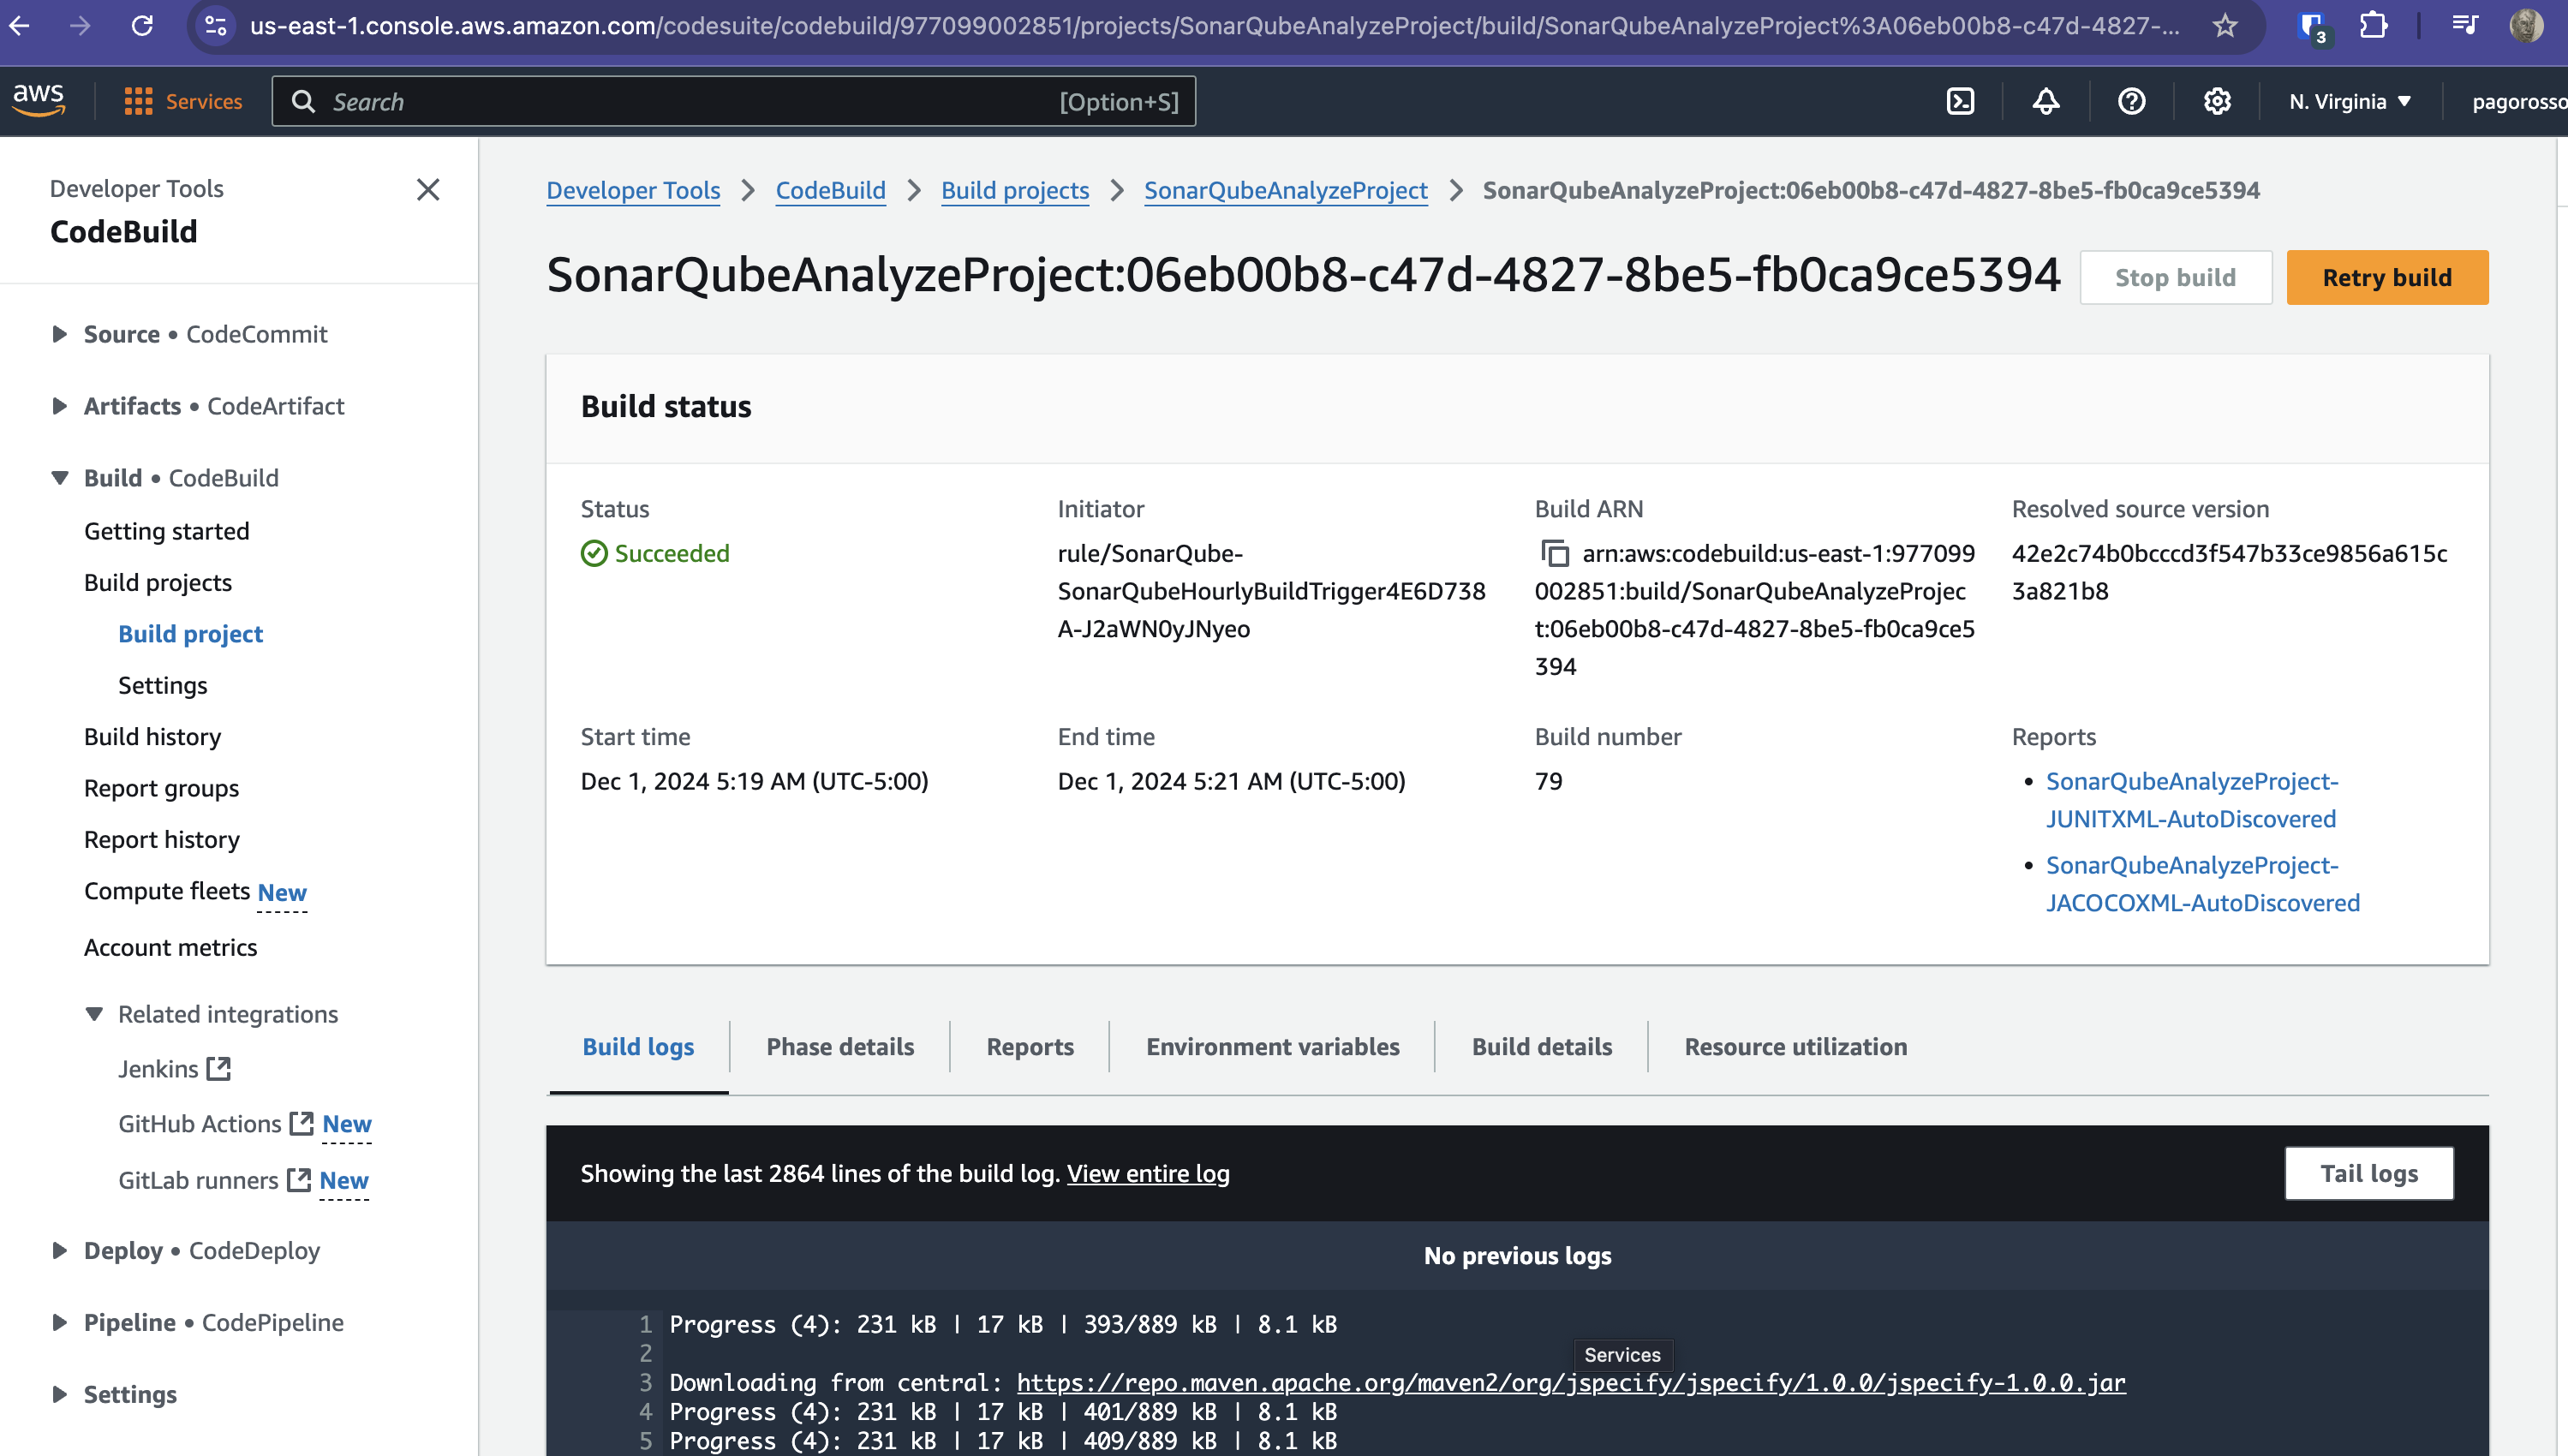 us-east-1.console.aws.amazon.com/codesuite/codebuild/977099002851/projects/SonarQubeAnalyzeProject/build/SonarQubeAnalyzeProject%3A06eb00b8-c47d-4827-...
3
aws
Services
Search
[Option+S]
N. Virginia
pagorosso
Developer Tools
CodeBuild
Source • CodeCommit
Artifacts • CodeArtifact
Build • CodeBuild
Getting started
Build projects
Build project
Settings
Build history
Report groups
Report history
Compute fleets New
Account metrics
Related integrations
Jenkins
GitHub Actions New
GitLab runners New
Deploy • CodeDeploy
Pipeline • CodePipeline
Settings
Developer Tools > CodeBuild > Build projects > SonarQubeAnalyzeProject > SonarQubeAnalyzeProject:06eb00b8-c47d-4827-8be5-fb0ca9ce5394
SonarQubeAnalyzeProject:06eb00b8-c47d-4827-8be5-fb0ca9ce5394
Stop build
Retry build
Build status
Status
Succeeded
Initiator
rule/SonarQube-
SonarQubeHourlyBuildTrigger4E6D738
A-J2aWN0yJNyeo
Build ARN
arn:aws:codebuild:us-east-1:977099
002851:build/SonarQubeAnalyzeProjec
t:06eb00b8-c47d-4827-8be5-fb0ca9ce5
394
Resolved source version
42e2c74b0bcccd3f547b33ce9856a615c
3a821b8
Start time
Dec 1, 2024 5:19 AM (UTC-5:00)
End time
Dec 1, 2024 5:21 AM (UTC-5:00)
Build number
79
Reports
• SonarQubeAnalyzeProject-
JUNITXML-AutoDiscovered
• SonarQubeAnalyzeProject-
JACOCOXML-AutoDiscovered
Build logs
Phase details
Reports
Environment variables
Build details
Resource utilization
Showing the last 2864 lines of the build log. View entire log
Tail logs
No previous logs
1 Progress (4): 231 kB | 17 kB | 393/889 kB | 8.1 kB
2
Services
3 Downloading from central: https://repo.maven.apache.org/maven2/org/jspecify/jspecify/1.0.0/jspecify-1.0.0.jar
4 Progress (4): 231 kB | 17 kB | 401/889 kB | 8.1 kB
5 Progress (4): 231 kB | 17 kB | 409/889 kB | 8.1 kB